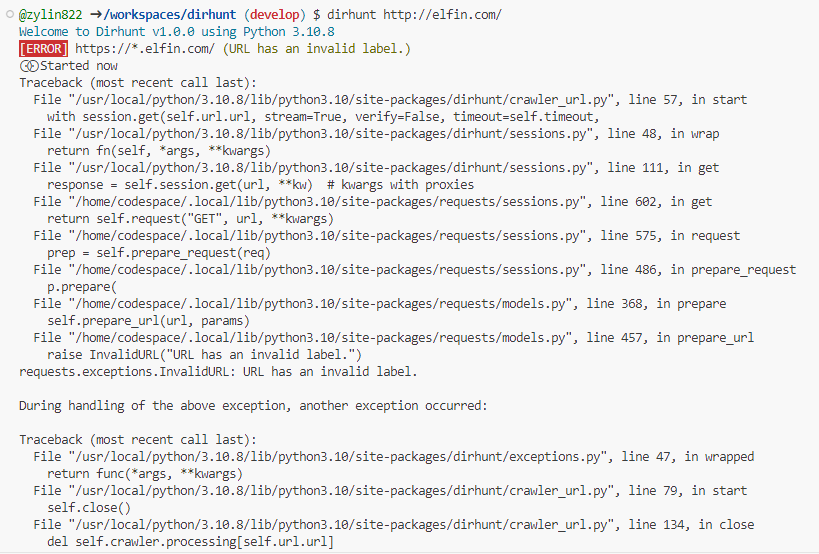 @zylin822 ➜/workspaces/dirhunt (develop) $ dirhunt http://elfin.com/
Welcome to Dirhunt v1.0.0 using Python 3.10.8
[ERROR] https://*.elfin.com/ (URL has an invalid label.)
Started now
Traceback (most recent call last):
  File "/usr/local/python/3.10.8/lib/python3.10/site-packages/dirhunt/crawler_url.py", line 57, in start
    with session.get(self.url.url, stream=True, verify=False, timeout=self.timeout,
  File "/usr/local/python/3.10.8/lib/python3.10/site-packages/dirhunt/sessions.py", line 48, in wrap
    return fn(self, *args, **kwargs)
  File "/usr/local/python/3.10.8/lib/python3.10/site-packages/dirhunt/sessions.py", line 111, in get
    response = self.session.get(url, **kw)  # kwargs with proxies
  File "/home/codespace/.local/lib/python3.10/site-packages/requests/sessions.py", line 602, in get
    return self.request("GET", url, **kwargs)
  File "/home/codespace/.local/lib/python3.10/site-packages/requests/sessions.py", line 575, in request
    prep = self.prepare_request(req)
  File "/home/codespace/.local/lib/python3.10/site-packages/requests/sessions.py", line 486, in prepare_request
    p.prepare(
  File "/home/codespace/.local/lib/python3.10/site-packages/requests/models.py", line 368, in prepare
    self.prepare_url(url, params)
  File "/home/codespace/.local/lib/python3.10/site-packages/requests/models.py", line 457, in prepare_url
    raise InvalidURL("URL has an invalid label.")
requests.exceptions.InvalidURL: URL has an invalid label.

During handling of the above exception, another exception occurred:

Traceback (most recent call last):
  File "/usr/local/python/3.10.8/lib/python3.10/site-packages/dirhunt/exceptions.py", line 47, in wrapped
    return func(*args, **kwargs)
  File "/usr/local/python/3.10.8/lib/python3.10/site-packages/dirhunt/crawler_url.py", line 79, in start
    self.close()
  File "/usr/local/python/3.10.8/lib/python3.10/site-packages/dirhunt/crawler_url.py", line 134, in close
    del self.crawler.processing[self.url.url]